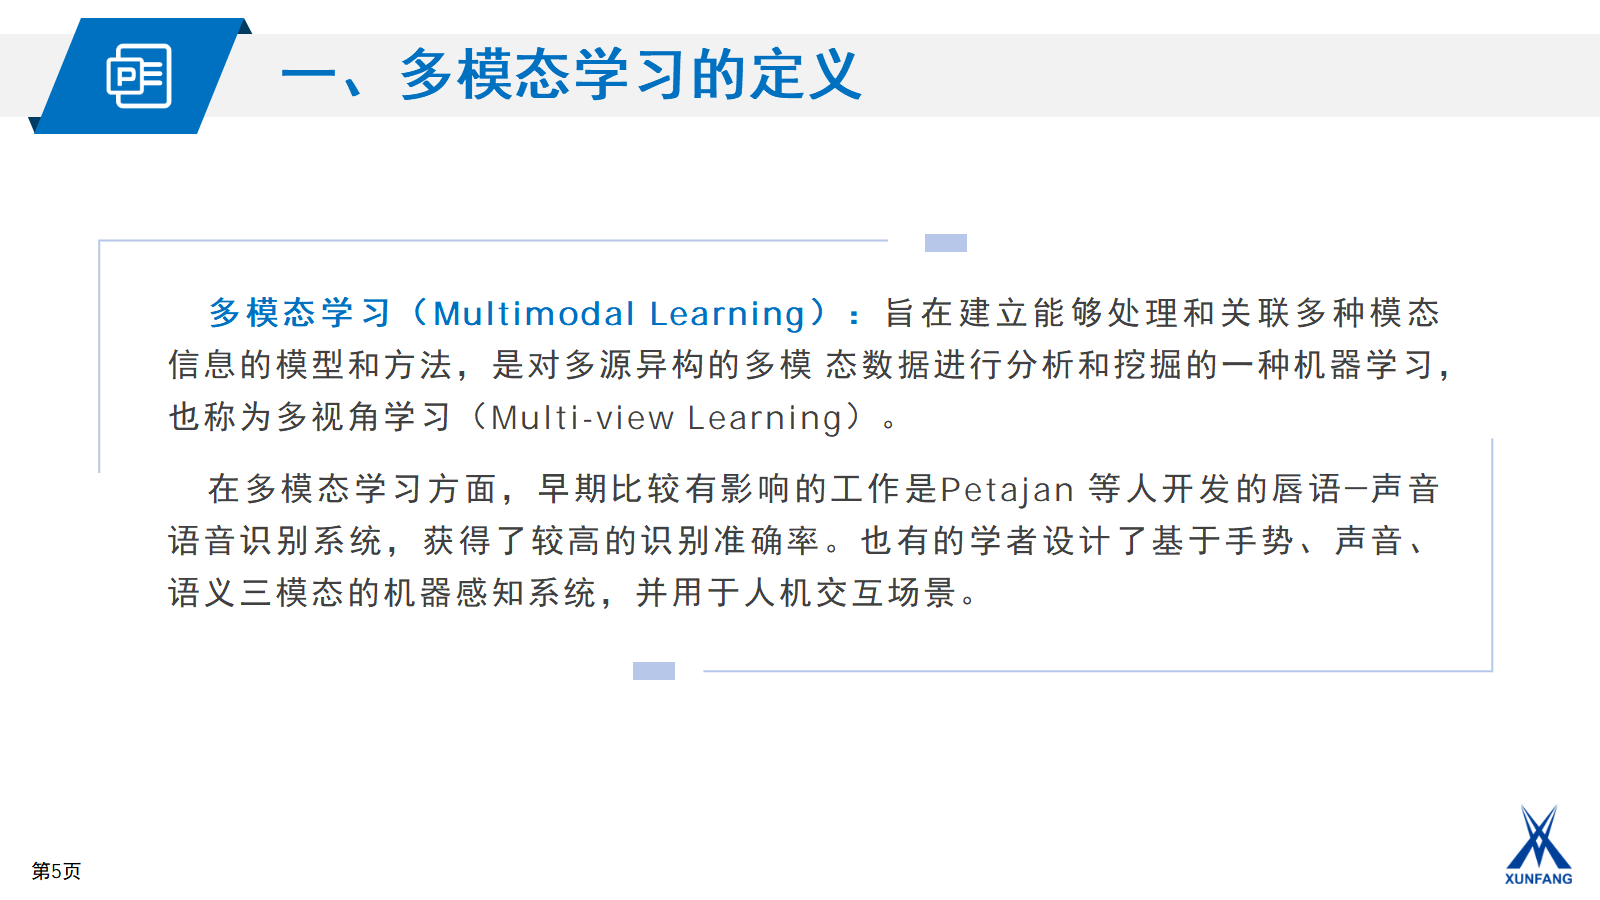 一、多模态学习的定义
多模态学习（Multimodal Learning）：旨在建立能够处理和关联多种模态
信息的模型和方法，是对多源异构的多模 态数据进行分析和挖掘的一种机器学习，
也称为多视角学习（Multi-view Learning）。
在多模态学习方面，早期比较有影响的工作是Petajan 等人开发的唇语—声音
语音识别系统，获得了较高的识别准确率。也有的学者设计了基于手势、声音、
语义三模态的机器感知系统，并用于人机交互场景。
第5页
XUNFANG